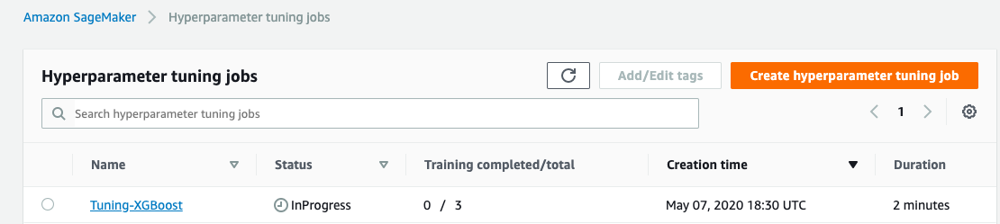 Amazon SageMaker > Hyperparameter tuning jobs
Hyperparameter tuning jobs
Add/Edit tags
Create hyperparameter tuning job
Search hyperparameter tuning jobs
1
Name Status Training completed/total Creation time Duration
Tuning-XGBoost InProgress 0 / 3 May 07, 2020 18:30 UTC 2 minutes